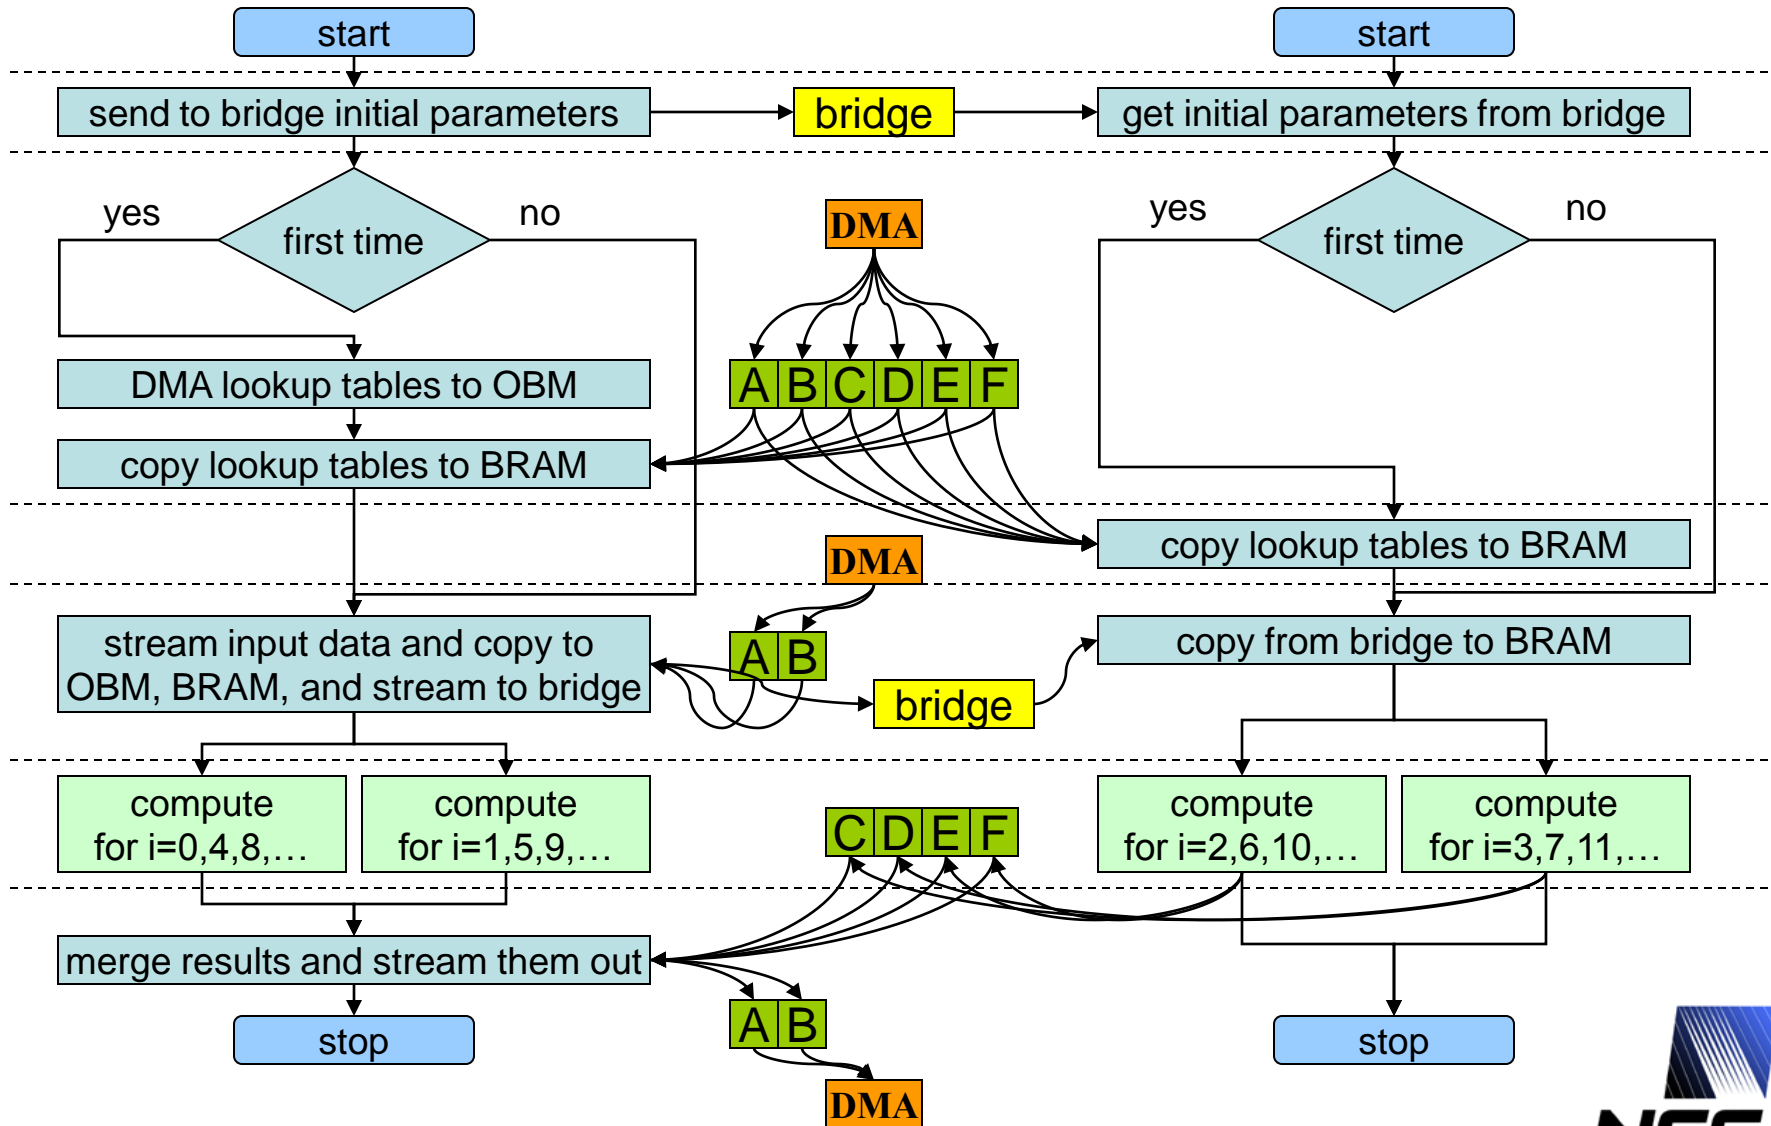 start
start
send to bridge initial parameters
bridge
get initial parameters from bridge
yes
first time
no
DMA
yes
first time
no
DMA lookup tables to OBM
A B C D E F
copy lookup tables to BRAM
copy lookup tables to BRAM
DMA
stream input data and copy to
OBM, BRAM, and stream to bridge
A B
bridge
copy from bridge to BRAM
compute
for i=0,4,8,…
compute
for i=1,5,9,…
C D E F
compute
for i=2,6,10,…
compute
for i=3,7,11,…
merge results and stream them out
A B
stop
stop
DMA